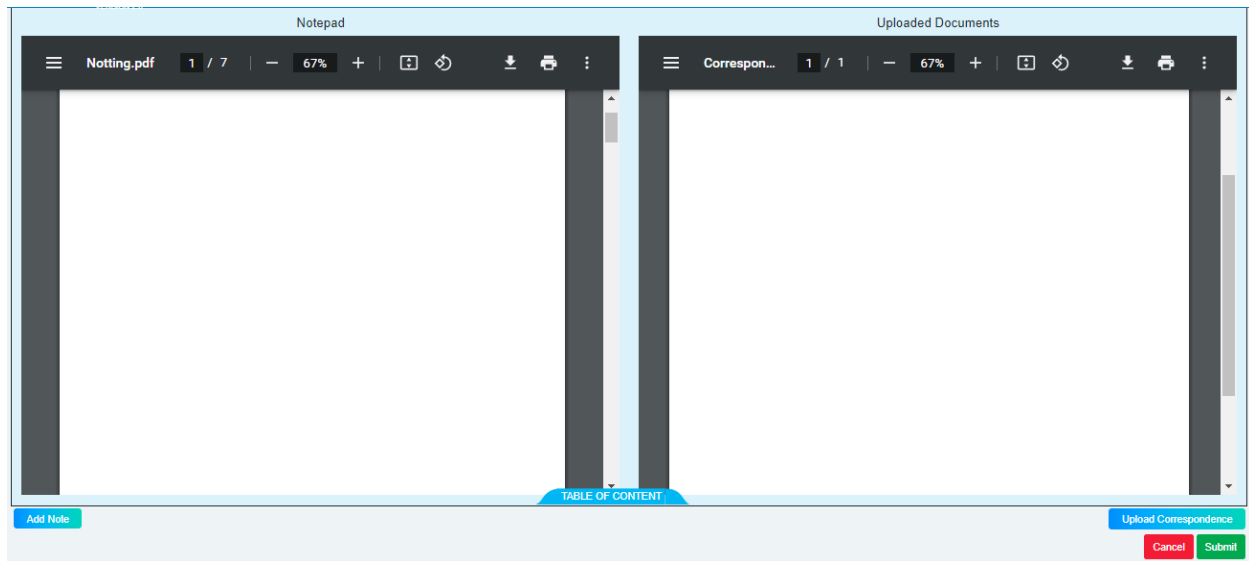 Notepad
Uploaded Documents
Notting.pdf 1 / 7 67%
Correspon... 1 / 1 67%
TABLE OF CONTENT
Add Note
Upload Correspondence
Cancel Submit